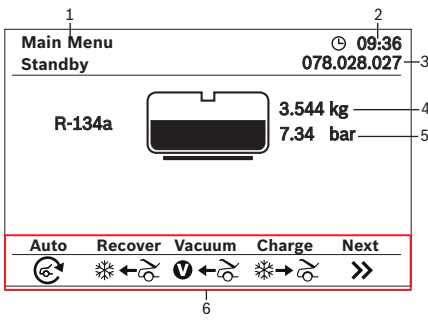 1 2
Main Menu 09:36
Standby 078.028.027 3
R-134a 3.544 kg 4
7.34 bar 5
Auto Recover Vacuum Charge Next
V
6